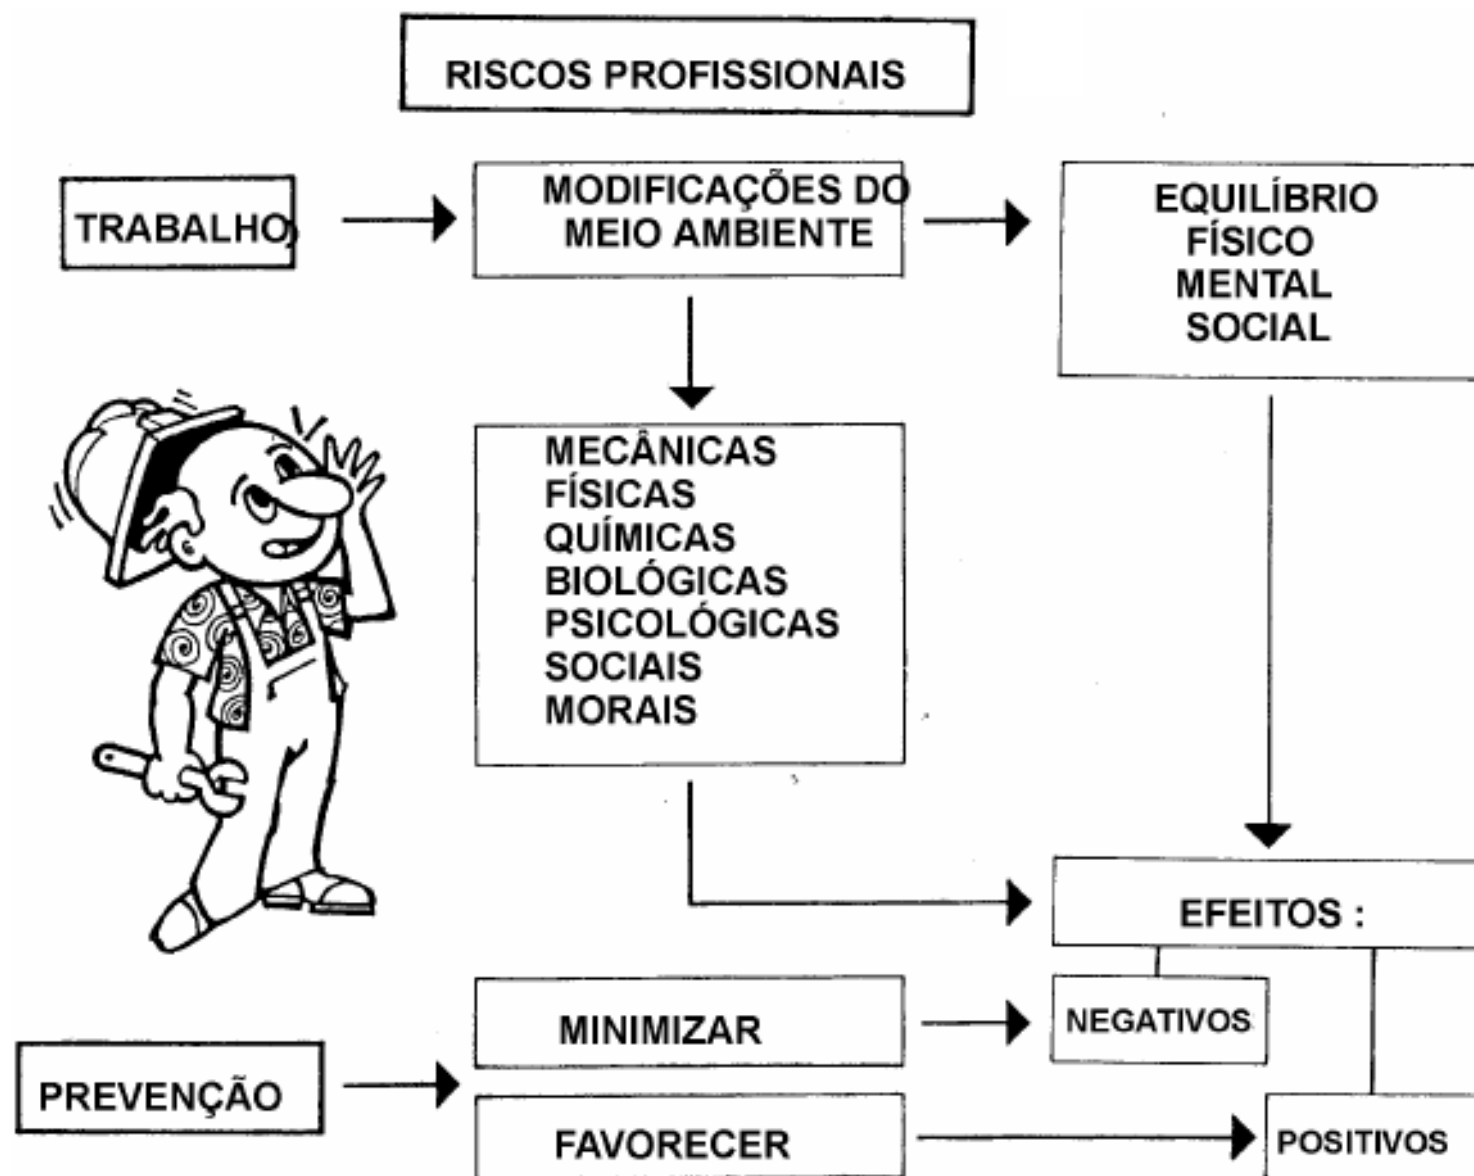 RISCOS PROFISSIONAIS
TRABALHO
MODIFICAÇÕES DO
MEIO AMBIENTE
EQUILÍBRIO
FÍSICO
MENTAL
SOCIAL
MECÂNICAS
FÍSICAS
QUÍMICAS
BIOLÓGICAS
PSICOLÓGICAS
SOCIAIS
MORAIS
EFEITOS :
NEGATIVOS
MINIMIZAR
PREVENÇÃO
FAVORECER
POSITIVOS